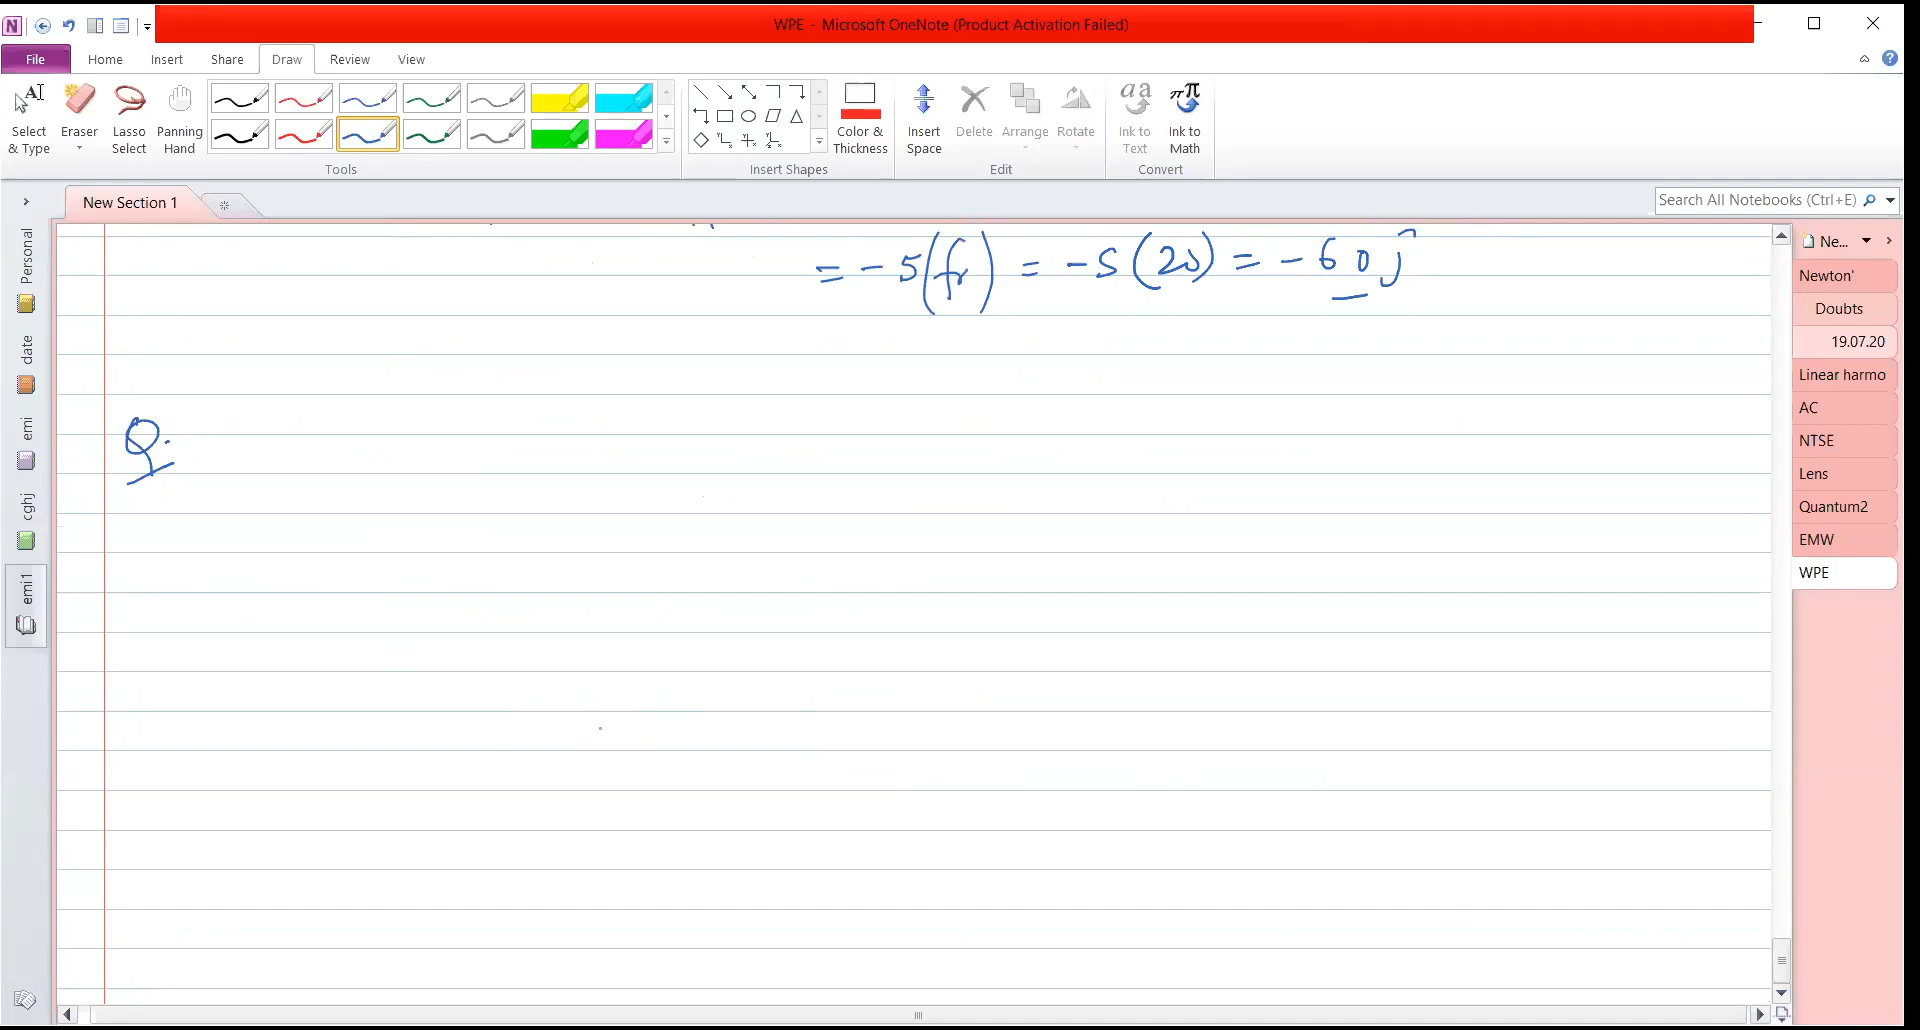 WPE - Microsoft OneNote (Product Activation Failed)
File Home Insert Share Draw Review View
Select & Type
Eraser
Lasso Select
Panning Hand
Color & Thickness
Insert Space
Delete
Arrange
Rotate
Ink to Text
Ink to Math
Tools Insert Shapes Edit Convert
New Section 1
Search All Notebooks (Ctrl+E)
Personal
date
emi
cghj
emi1
= -5(fr) = -5(20) = -60 J
Q.
Ne...
Newton'
Doubts
19.07.20
Linear harmo
AC
NTSE
Lens
Quantum2
EMW
WPE